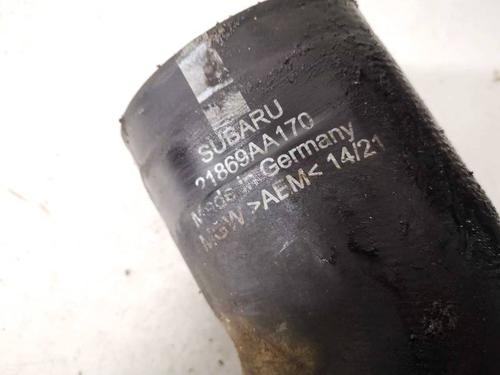 SUBARU
21869AA170
Made in Germany
MGW >AEM< 14/21